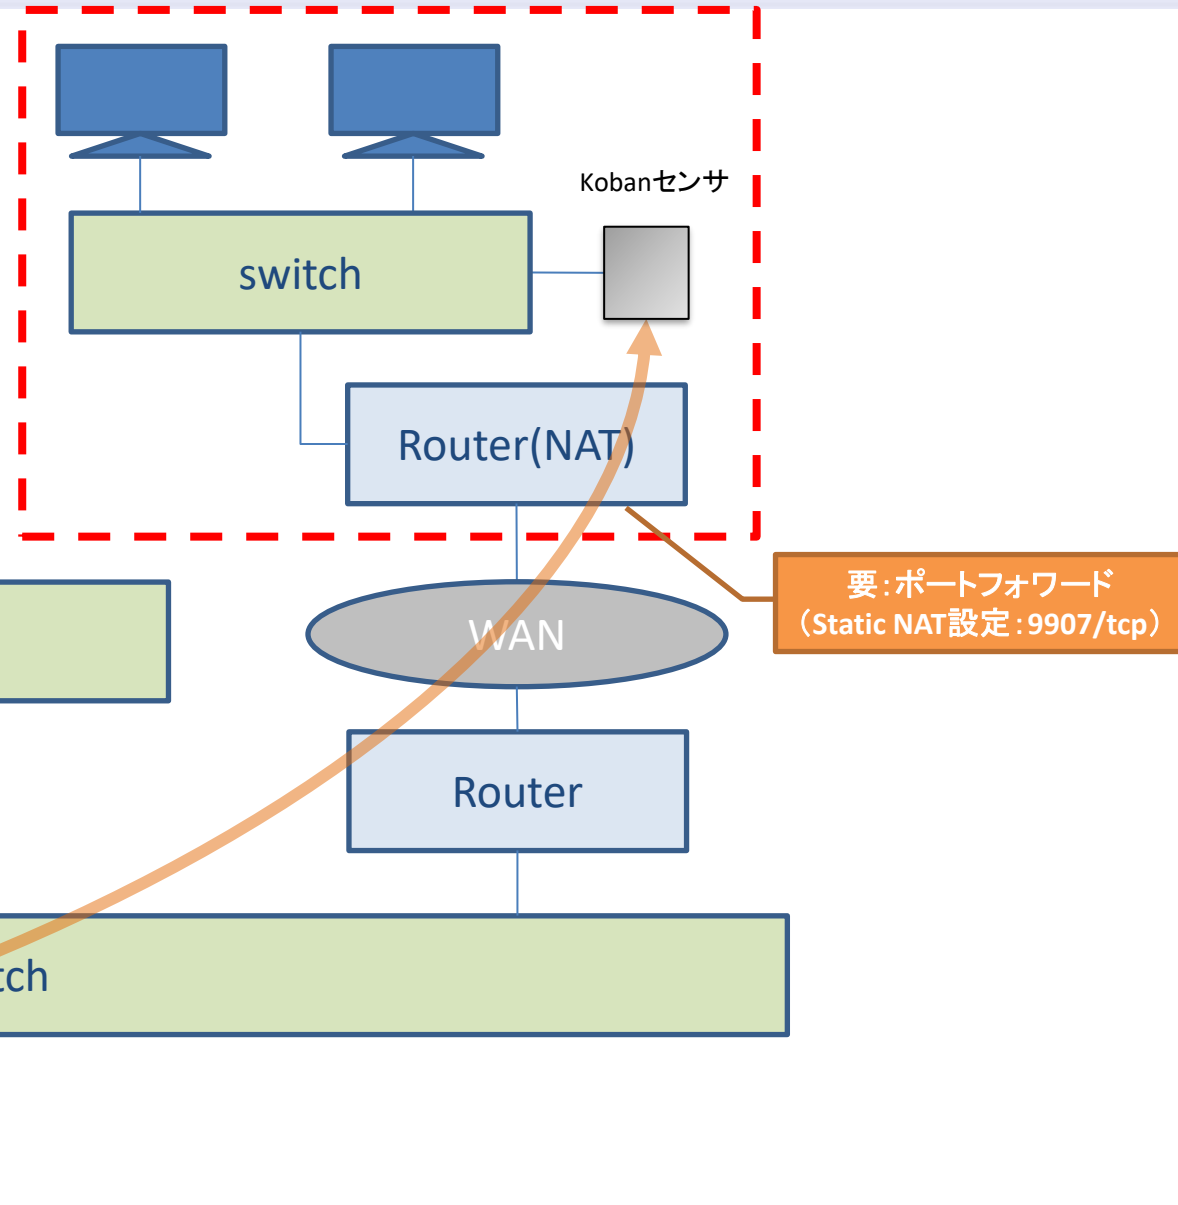 Kobanセンサ
switch
Router(NAT)
要：ポートフォワード
（Static NAT設定：9907/tcp）
WAN
Router
tch